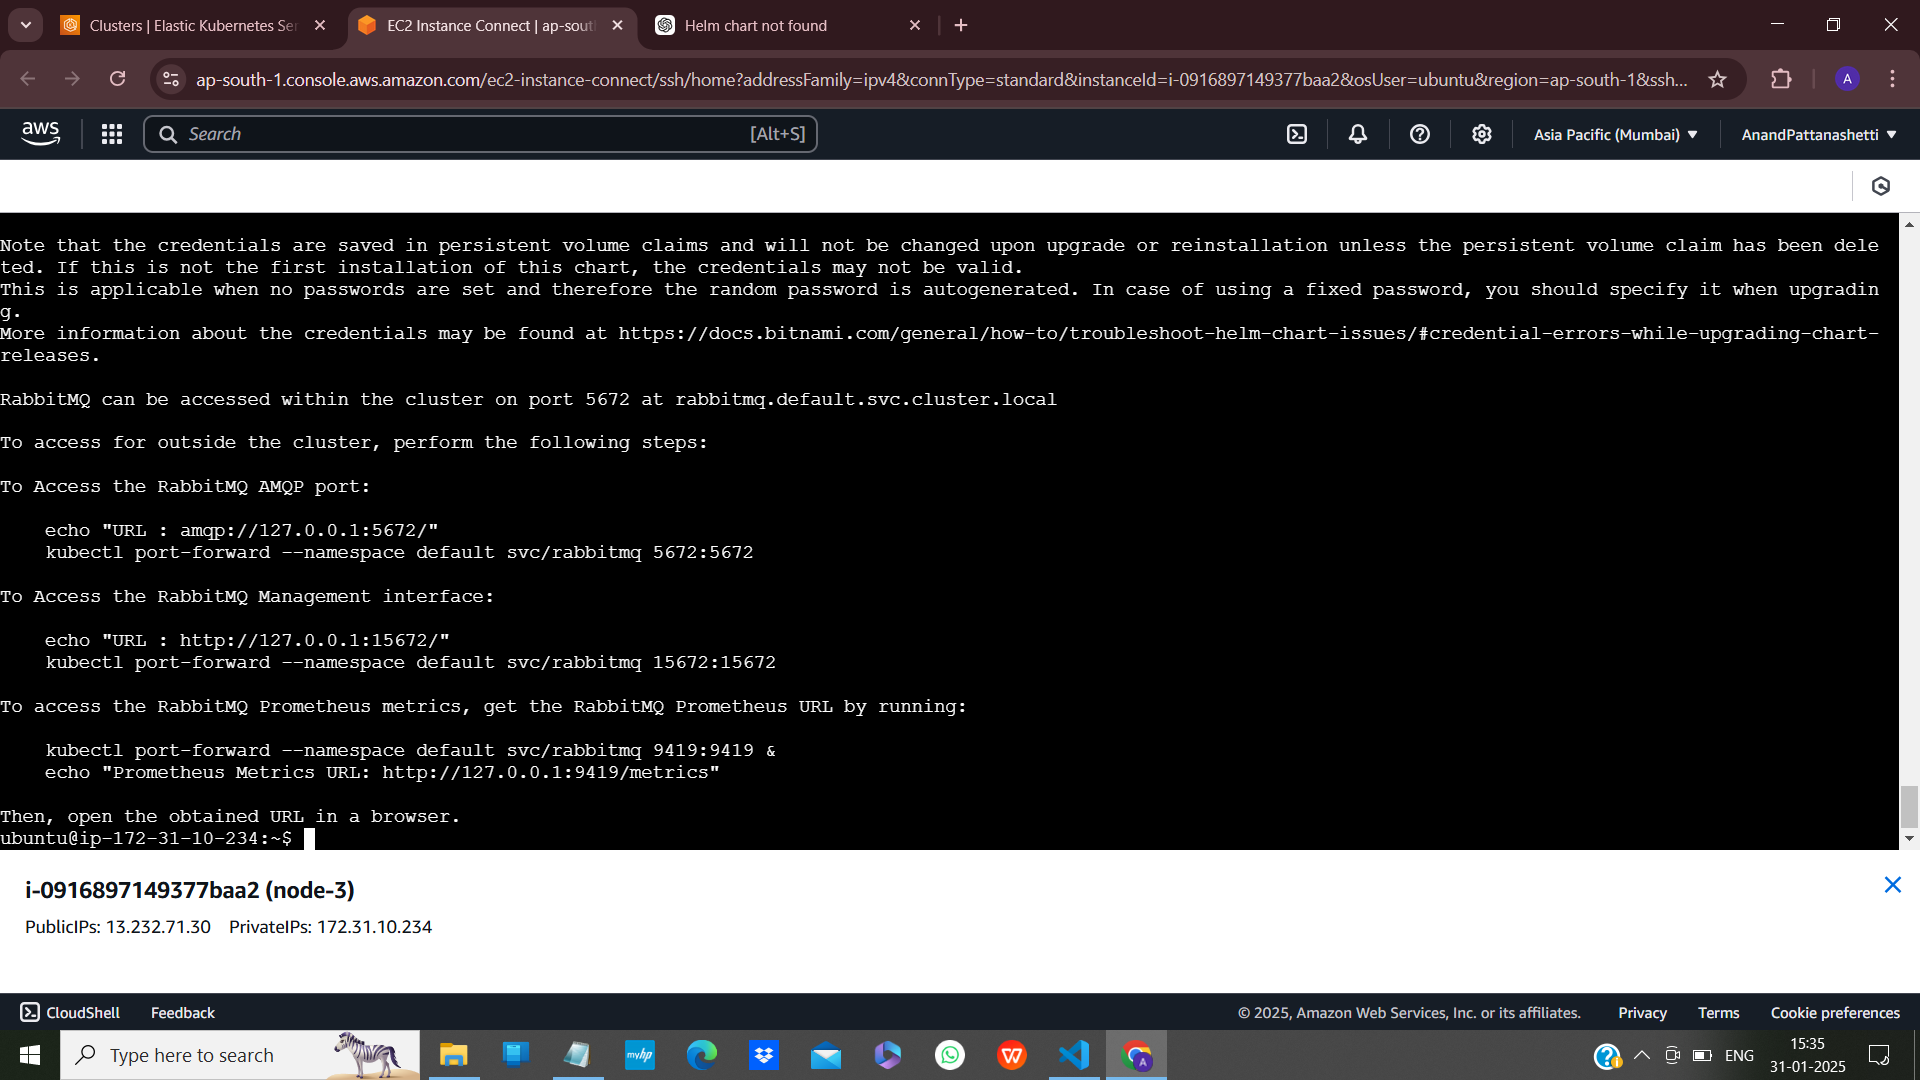 Clusters | Elastic Kubernetes Ser
EC2 Instance Connect | ap-sout
Helm chart not found
ap-south-1.console.aws.amazon.com/ec2-instance-connect/ssh/home?addressFamily=ipv4&connType=standard&instanceId=i-0916897149377baa2&osUser=ubuntu&region=ap-south-1&ssh...
A
aws
Search
[Alt+S]
Asia Pacific (Mumbai)
AnandPattanashetti
Note that the credentials are saved in persistent volume claims and will not be changed upon upgrade or reinstallation unless the persistent volume claim has been dele
ted. If this is not the first installation of this chart, the credentials may not be valid.
This is applicable when no passwords are set and therefore the random password is autogenerated. In case of using a fixed password, you should specify it when upgradin
g.
More information about the credentials may be found at https://docs.bitnami.com/general/how-to/troubleshoot-helm-chart-issues/#credential-errors-while-upgrading-chart-
releases.
RabbitMQ can be accessed within the cluster on port 5672 at rabbitmq.default.svc.cluster.local
To access for outside the cluster, perform the following steps:
To Access the RabbitMQ AMQP port:
echo "URL : amqp://127.0.0.1:5672/"
kubectl port-forward --namespace default svc/rabbitmq 5672:5672
To Access the RabbitMQ Management interface:
echo "URL : http://127.0.0.1:15672/"
kubectl port-forward --namespace default svc/rabbitmq 15672:15672
To access the RabbitMQ Prometheus metrics, get the RabbitMQ Prometheus URL by running:
kubectl port-forward --namespace default svc/rabbitmq 9419:9419 &
echo "Prometheus Metrics URL: http://127.0.0.1:9419/metrics"
Then, open the obtained URL in a browser.
ubuntu@ip-172-31-10-234:~$
i-0916897149377baa2 (node-3)
PublicIPs: 13.232.71.30 PrivateIPs: 172.31.10.234
CloudShell
Feedback
© 2025, Amazon Web Services, Inc. or its affiliates.
Privacy
Terms
Cookie preferences
Type here to search
myhp
ENG
15:35
31-01-2025